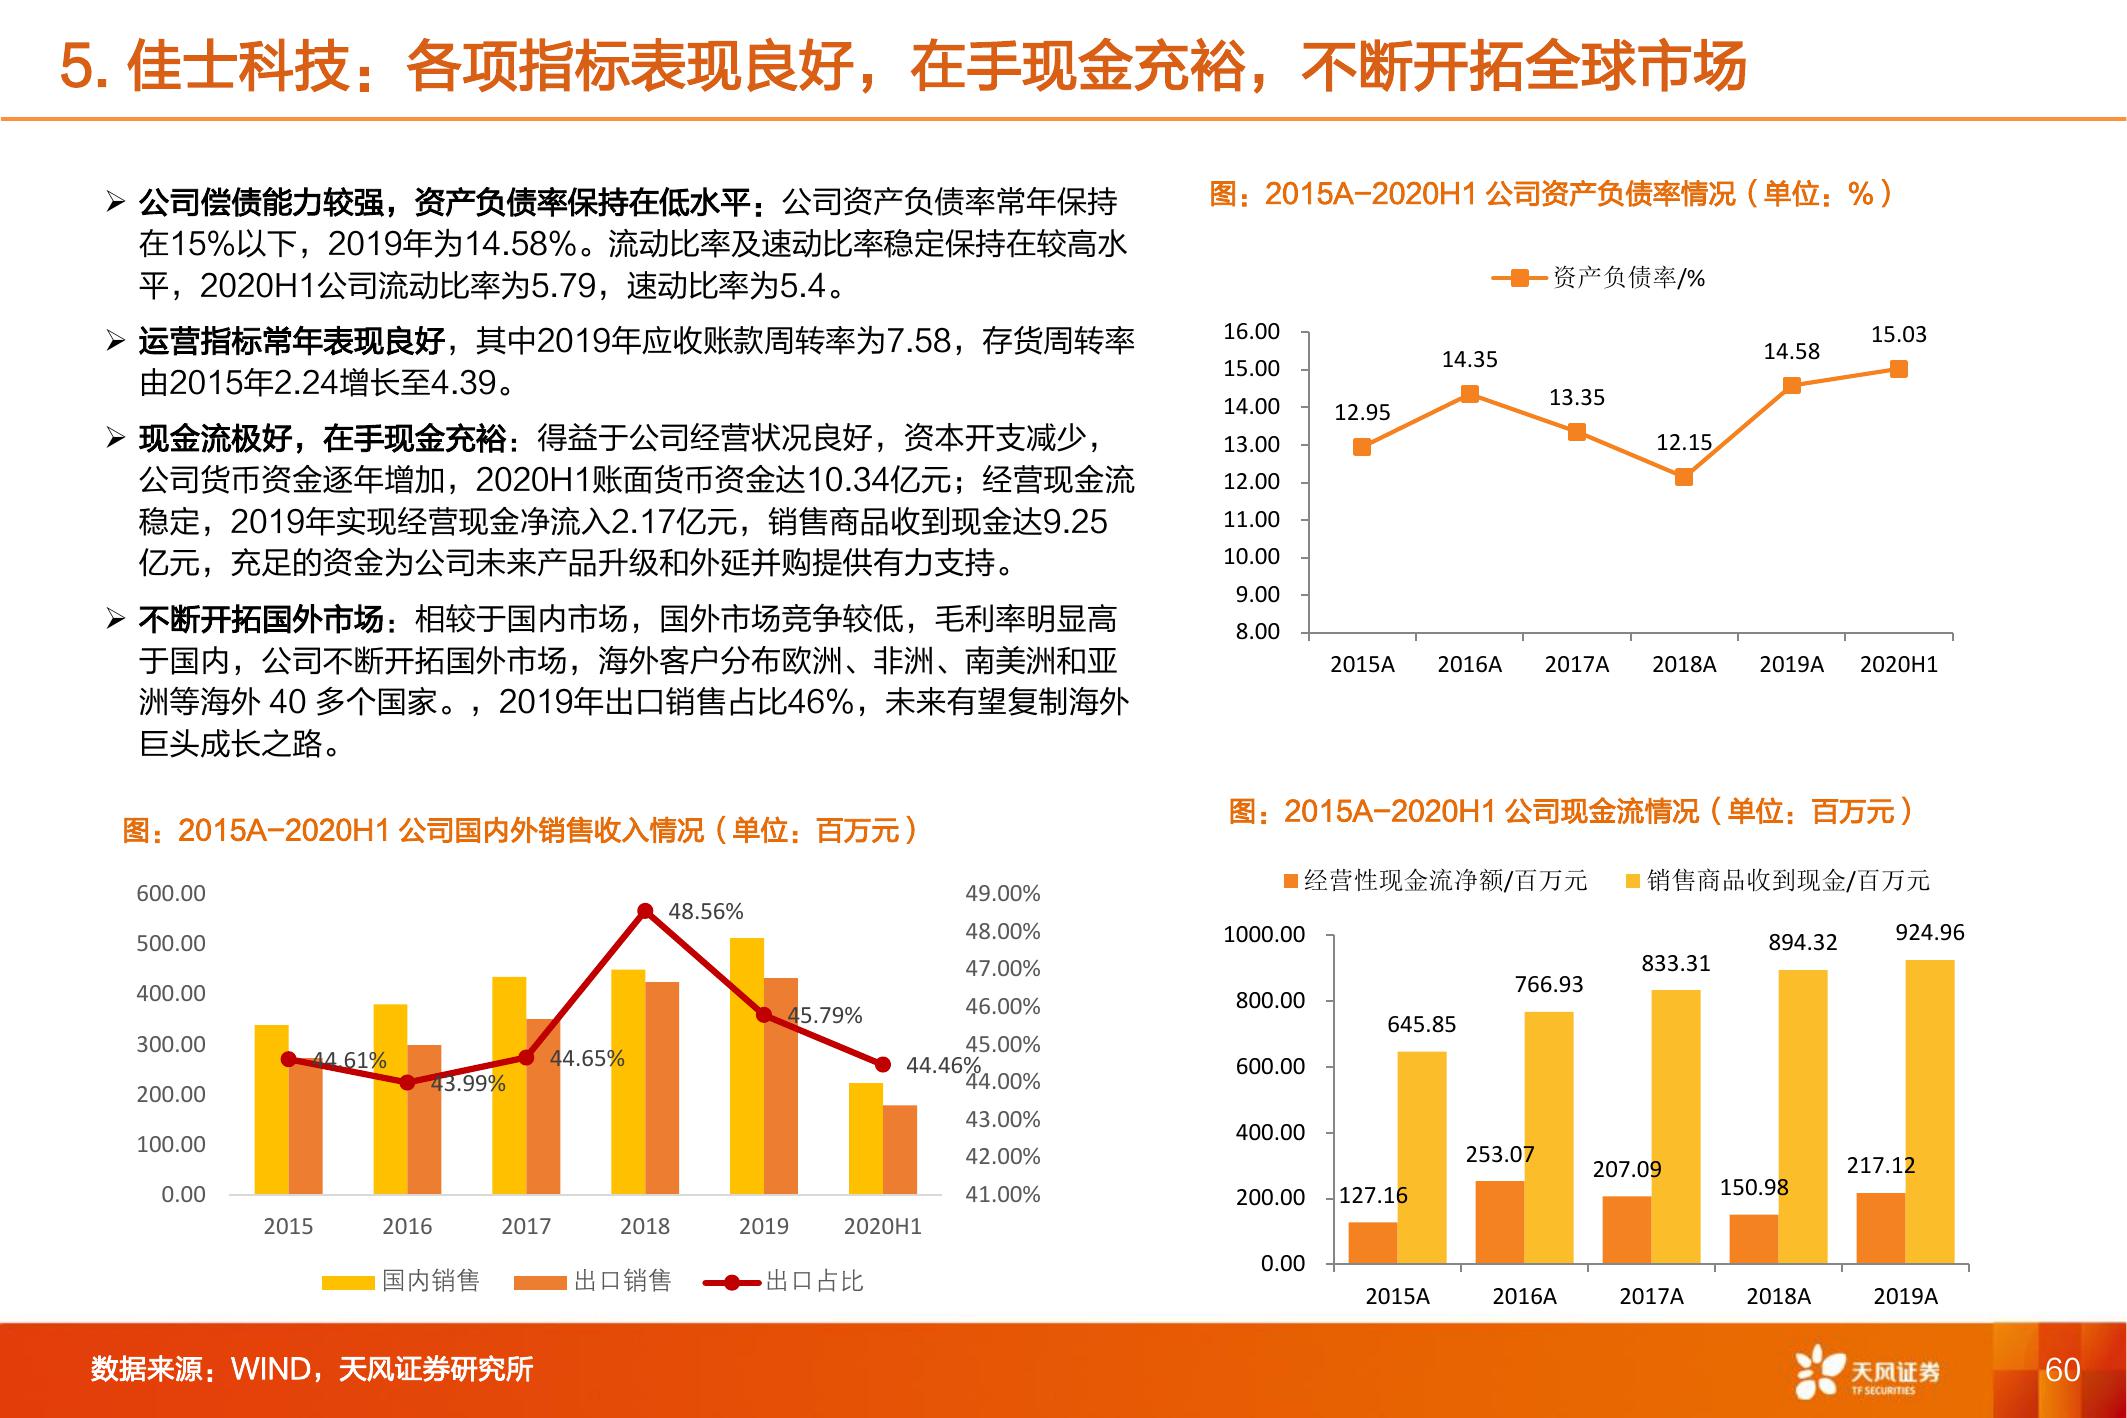 5. 佳士科技：各项指标表现良好，在手现金充裕，不断开拓全球市场
➢ 公司偿债能力较强，资产负债率保持在低水平：公司资产负债率常年保持
在15%以下，2019年为14.58%。流动比率及速动比率稳定保持在较高水
平，2020H1公司流动比率为5.79，速动比率为5.4。
➢ 运营指标常年表现良好，其中2019年应收账款周转率为7.58，存货周转率
由2015年2.24增长至4.39。
➢ 现金流极好，在手现金充裕：得益于公司经营状况良好，资本开支减少，
公司货币资金逐年增加，2020H1账面货币资金达10.34亿元；经营现金流
稳定，2019年实现经营现金净流入2.17亿元，销售商品收到现金达9.25
亿元，充足的资金为公司未来产品升级和外延并购提供有力支持。
➢ 不断开拓国外市场：相较于国内市场，国外市场竞争较低，毛利率明显高
于国内，公司不断开拓国外市场，海外客户分布欧洲、非洲、南美洲和亚
洲等海外 40 多个国家。，2019年出口销售占比46%，未来有望复制海外
巨头成长之路。
图：2015A-2020H1 公司资产负债率情况（单位：%）
资产负债率/%
16.00
15.00
14.00
13.00
12.00
11.00
10.00
9.00
8.00
12.95
14.35
13.35
12.15
14.58
15.03
2015A 2016A 2017A 2018A 2019A 2020H1
图：2015A-2020H1 公司国内外销售收入情况（单位：百万元）
600.00
500.00
400.00
300.00
200.00
100.00
0.00
49.00%
48.00%
47.00%
46.00%
45.00%
44.00%
43.00%
42.00%
41.00%
44.61%
43.99%
44.65%
48.56%
45.79%
44.46%
2015 2016 2017 2018 2019 2020H1
国内销售 出口销售 出口占比
图：2015A-2020H1 公司现金流情况（单位：百万元）
经营性现金流净额/百万元 销售商品收到现金/百万元
1000.00
800.00
600.00
400.00
200.00
0.00
127.16
645.85
253.07
766.93
207.09
833.31
150.98
894.32
217.12
924.96
2015A 2016A 2017A 2018A 2019A
数据来源：WIND，天风证券研究所
天风证券
TF SECURITIES
60